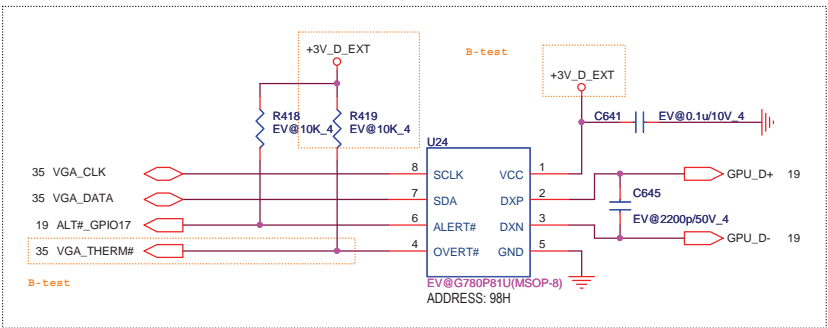 +3V_D_EXT
B-test
+3V_D_EXT
R418
EV@10K_4
R419
EV@10K_4
C641
EV@0.1u/10V_4
U24
35 VGA_CLK
8
SCLK
VCC
1
35 VGA_DATA
7
SDA
DXP
2
GPU_D+ 19
C645
EV@2200p/50V_4
19 ALT#_GPIO17
6
ALERT#
DXN
3
GPU_D- 19
35 VGA_THERM#
4
OVERT#
GND
5
B-test
EV@G780P81U(MSOP-8)
ADDRESS: 98H